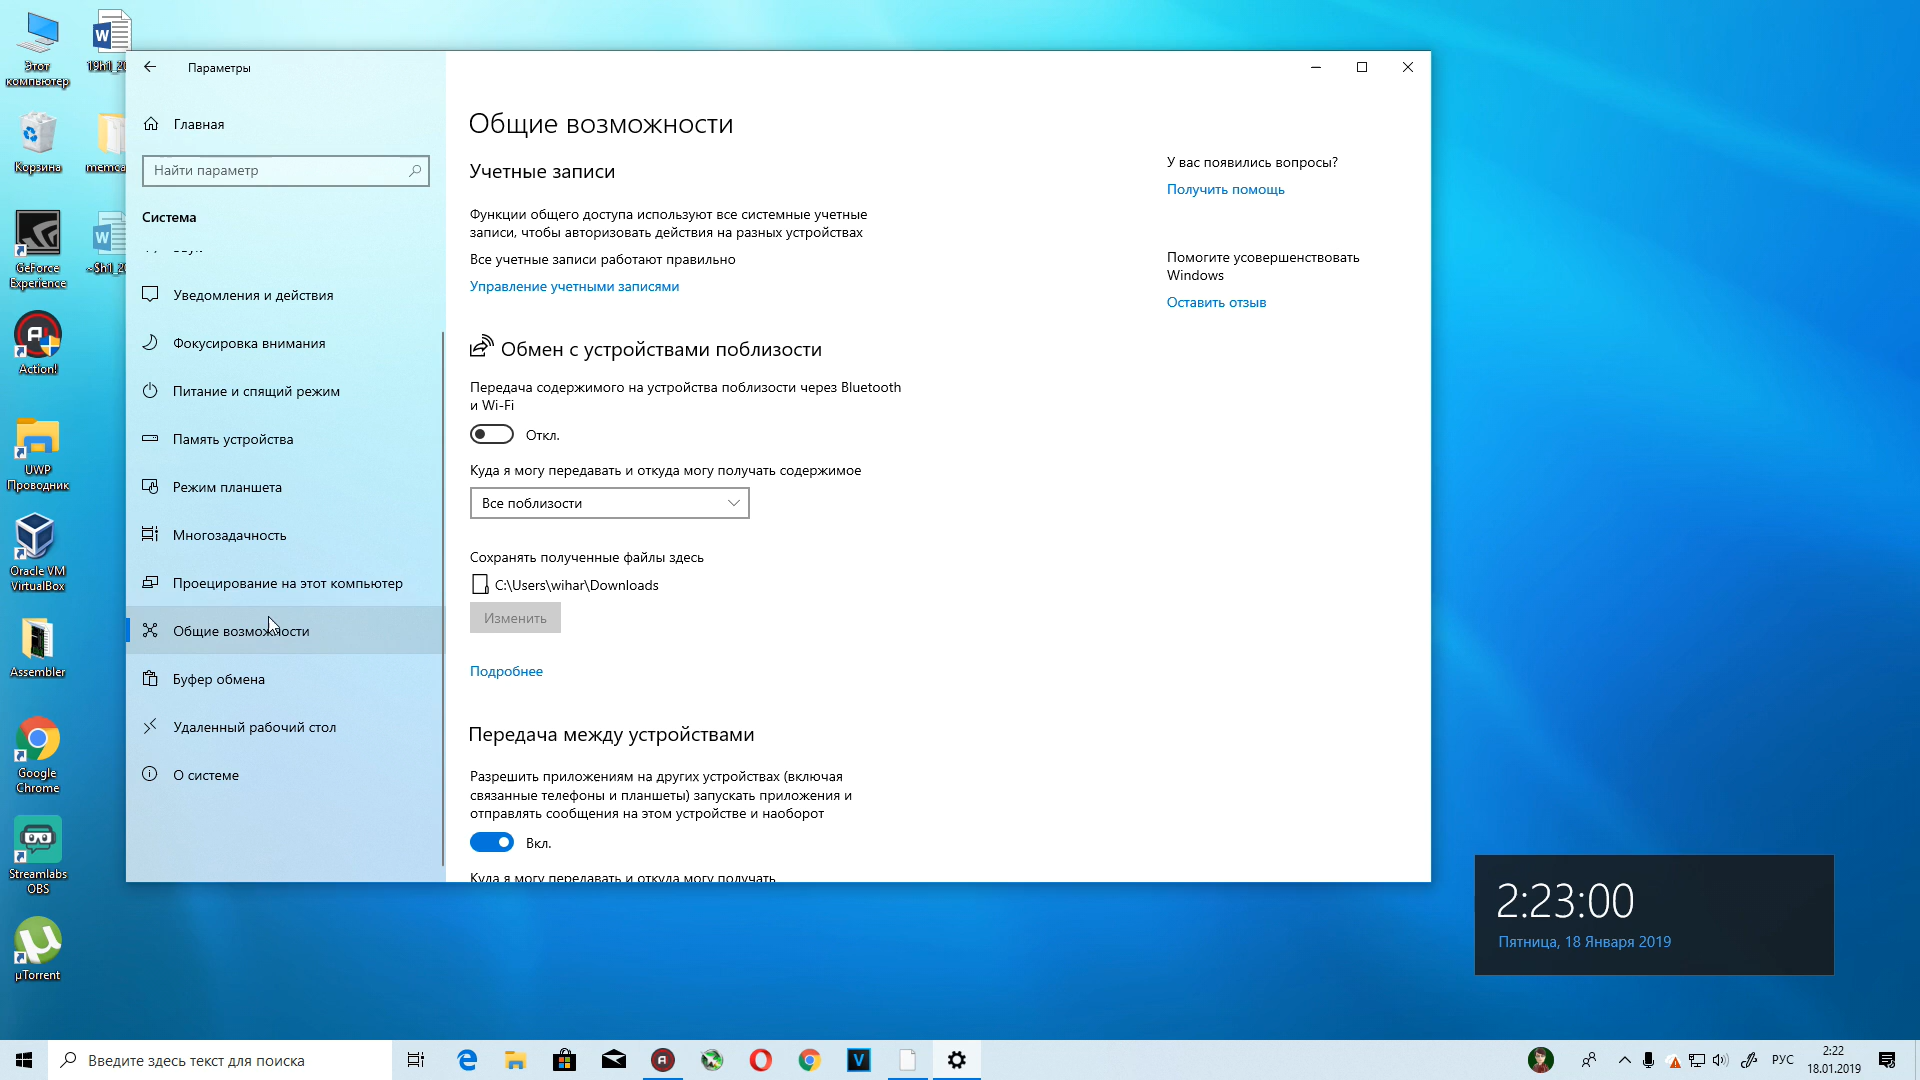 Этот
компьютер
Корзина
GeForce
Experience
Action!
UWP
Проводник
Oracle VM
VirtualBox
Assembler
Google
Chrome
Streamlabs
OBS
µTorrent
Параметры
Главная
Найти параметр
Система
Уведомления и действия
Фокусировка внимания
Питание и спящий режим
Память устройства
Режим планшета
Многозадачность
Проецирование на этот компьютер
Общие возможности
Буфер обмена
Удаленный рабочий стол
О системе
Общие возможности
Учетные записи
Функции общего доступа используют все системные учетные
записи, чтобы авторизовать действия на разных устройствах
Все учетные записи работают правильно
Управление учетными записями
Обмен с устройствами поблизости
Передача содержимого на устройства поблизости через Bluetooth
и Wi-Fi
Откл.
Куда я могу передавать и откуда могу получать содержимое
Все поблизости
Сохранять полученные файлы здесь
C:\Users\wihar\Downloads
Изменить
Подробнее
Передача между устройствами
Разрешить приложениям на других устройствах (включая
связанные телефоны и планшеты) запускать приложения и
отправлять сообщения на этом устройстве и наоборот
Вкл.
Куда я могу передавать и откуда могу получать
У вас появились вопросы?
Получить помощь
Помогите усовершенствовать
Windows
Оставить отзыв
2:23:00
Пятница, 18 Января 2019
Введите здесь текст для поиска
РУС
2:22
18.01.2019